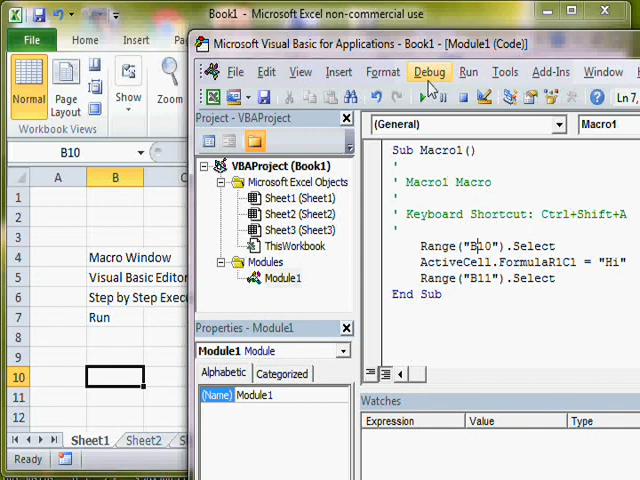 Book1 - Microsoft Excel non-commercial use
File Home
Normal Page Layout Show Zoom
Workbook Views
B10
A B C
1
2
3
4 Macro Window
5 Visual Basic Editor
6 Step by Step Exec
7 Run
8
9
10
11
12
Sheet1 Sheet2
Ready
Microsoft Visual Basic for Applications - Book1 - [Module1 (Code)]
File Edit View Insert Format Debug Run Tools Add-Ins Window
Ln 7
Project - VBAProject
VBAProject (Book1)
Microsoft Excel Objects
Sheet1 (Sheet1)
Sheet2 (Sheet2)
Sheet3 (Sheet3)
ThisWorkbook
Modules
Module1
Properties - Module1
Module1 Module
Alphabetic Categorized
(Name) Module1
(General) Macro1
Sub Macro1()
'
' Macro1 Macro
'
' Keyboard Shortcut: Ctrl+Shift+A
'
Range("B10").Select
ActiveCell.FormulaR1C1 = "Hi"
Range("B11").Select
End Sub
Watches
Expression Value Type